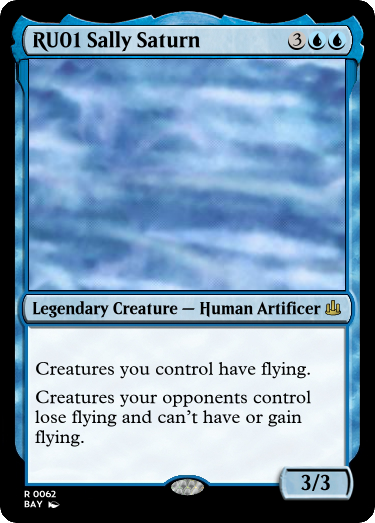 RU01 Sally Saturn 3
Legendary Creature — Human Artificer
Creatures you control have flying.
Creatures your opponents control
lose flying and can't have or gain
flying.
3/3
R 0062
BAY